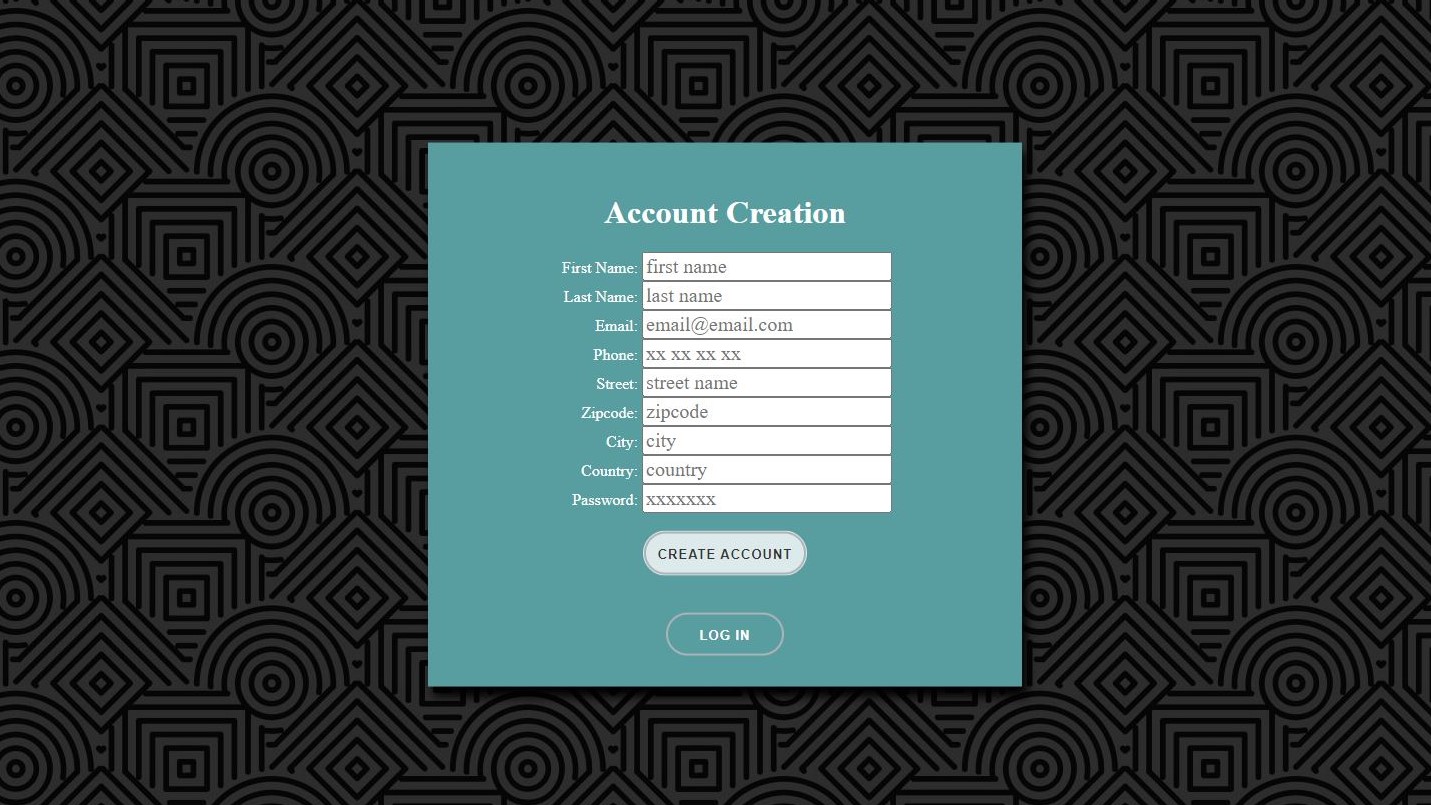 Account Creation
First Name: first name
Last Name: last name
Email: email@email.com
Phone: xx xx xx xx
Street: street name
Zipcode: zipcode
City: city
Country: country
Password: xxxxxxx
CREATE ACCOUNT
LOG IN